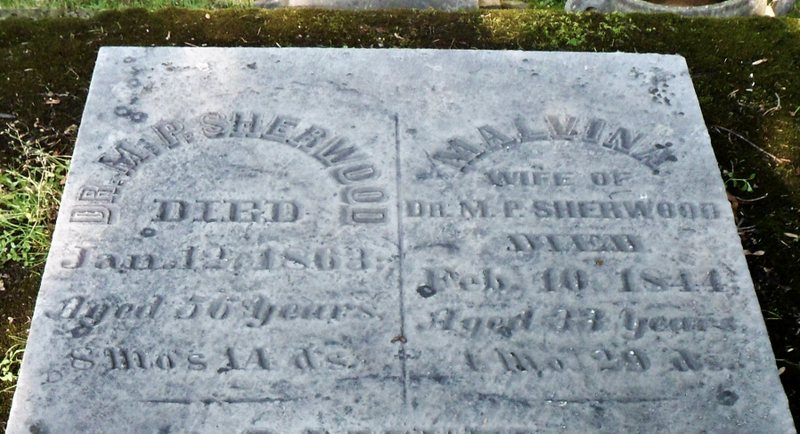 DR. M. P. SHERWOOD
DIED
Jan. 12, 1863.
Aged 56 Years.
8 Mo's 14 d's.
MALVINA
WIFE OF
DR. M. P. SHERWOOD
DIED
Feb. 10, 1844.
Aged Years.
1 Mo. 29 ds.